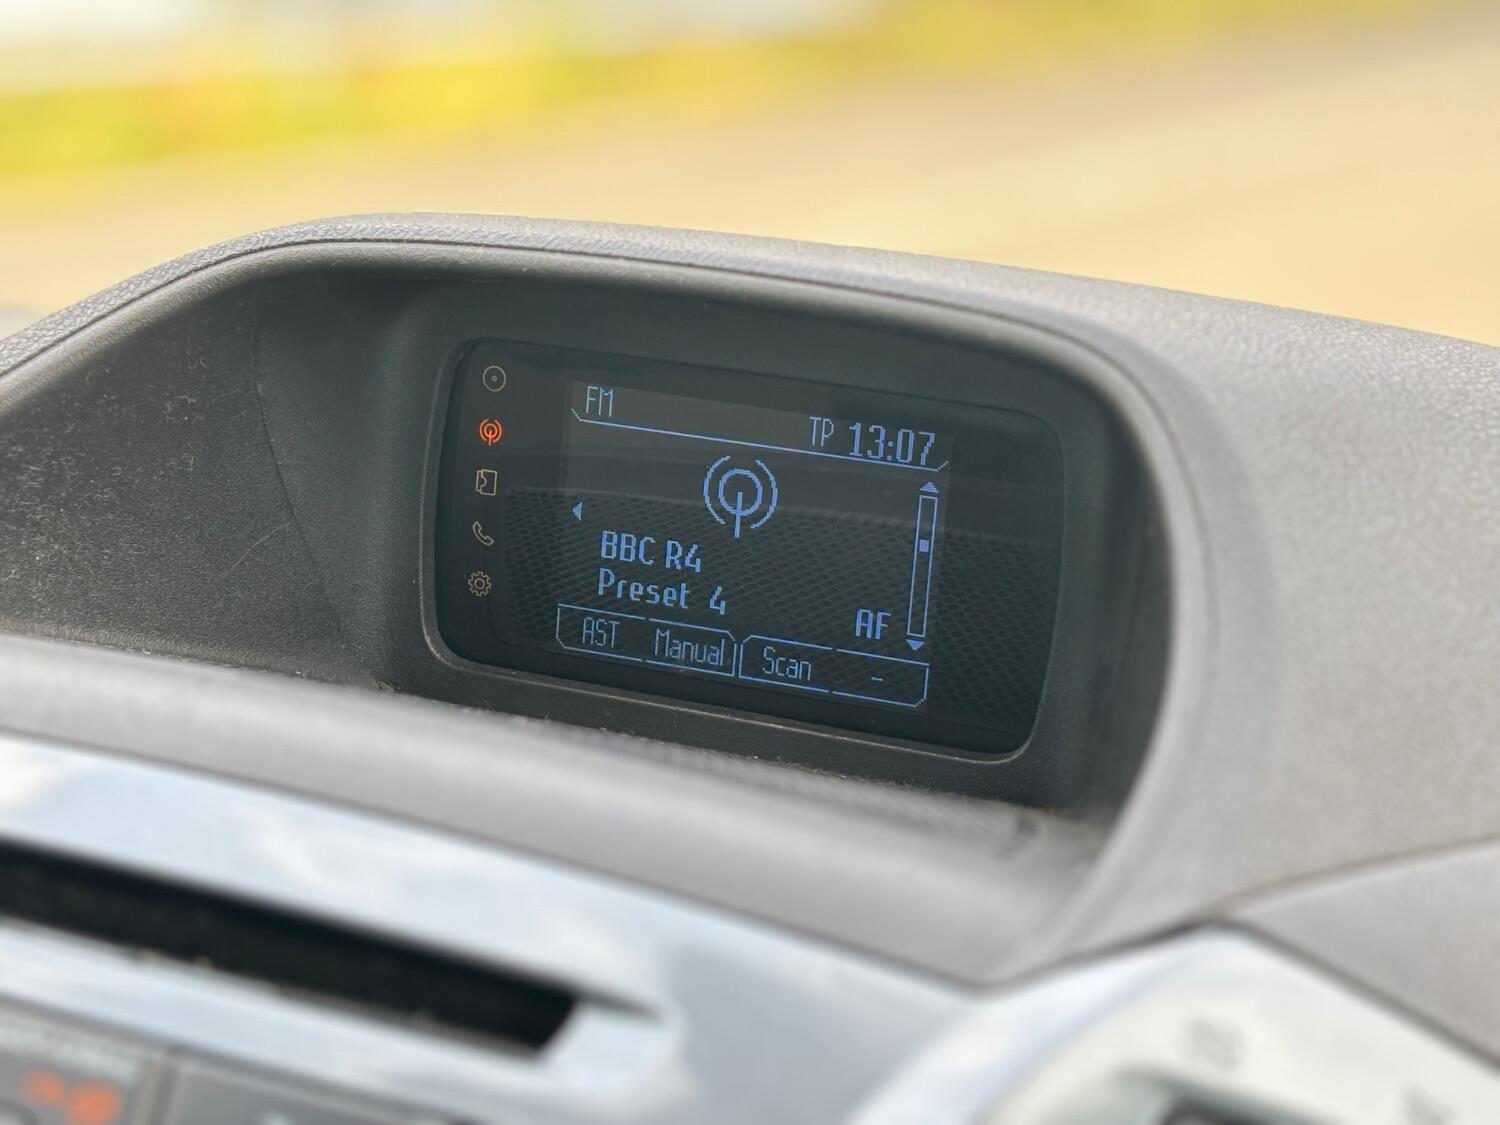 FM
TP 13:07
BBC R4
Preset 4
AF
AST Manual Scan -